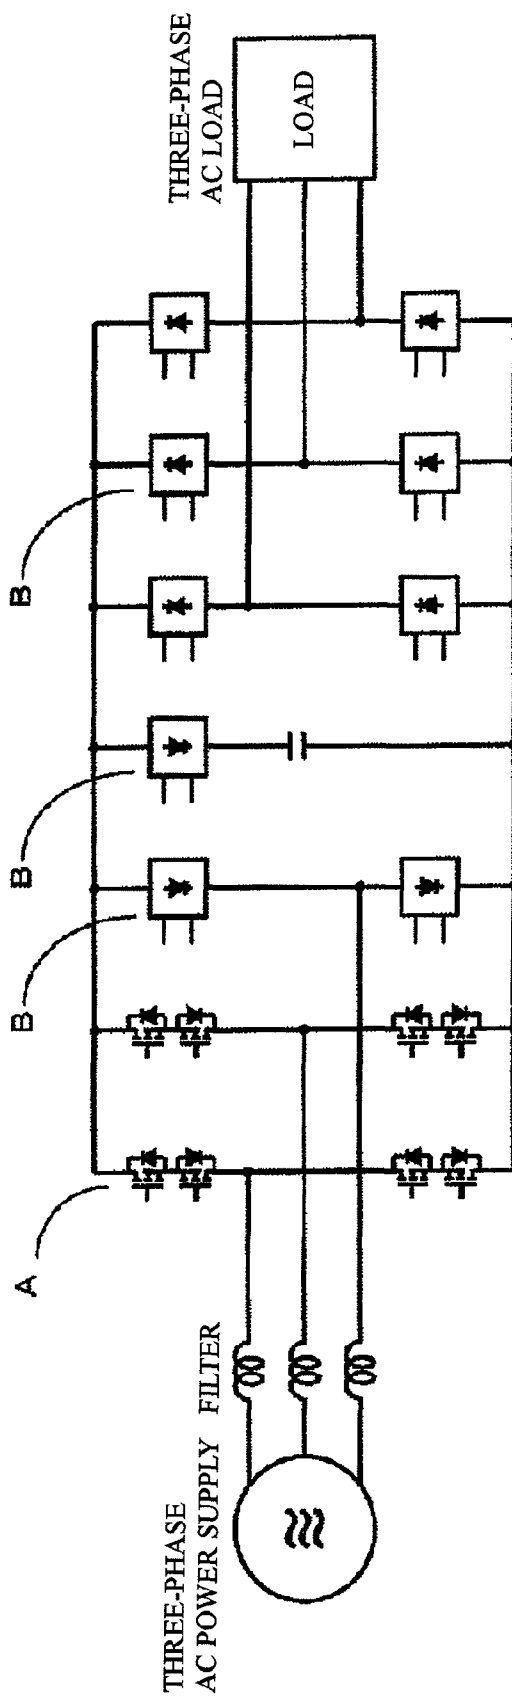 THREE-PHASE
AC POWER SUPPLY
FILTER
A
B
B
B
THREE-PHASE
AC LOAD
LOAD